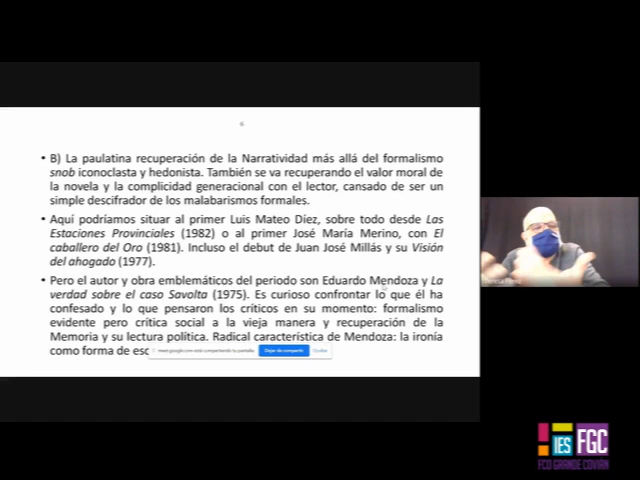 • B) La paulatina recuperación de la Narratividad más allá del formalismo
snob iconoclasta y hedonista. También se va recuperando el valor moral de
la novela y la complicidad generacional con el lector, cansado de ser un
simple descifrador de los malabarismos formales.
• Aquí podríamos situar al primer Luis Mateo Díez, sobre todo desde Las
Estaciones Provinciales (1982) o al primer José María Merino, con El
caballero del Oro (1981). Incluso el debut de Juan José Millás y su Visión
del ahogado (1977).
• Pero el autor y obra emblemáticos del periodo son Eduardo Mendoza y La
verdad sobre el caso Savolta (1975). Es curioso confrontar lo que él ha
confesado y lo que pensaron los críticos en su momento: formalismo
evidente pero crítica social a la vieja manera y recuperación de la
Memoria y su lectura política. Radical característica de Mendoza: la ironía
como forma de esc
meet.google.com está compartiendo tu pantalla.
Dejar de compartir
Ocultar
IES FGC
FCO GRANDE COVIÁN